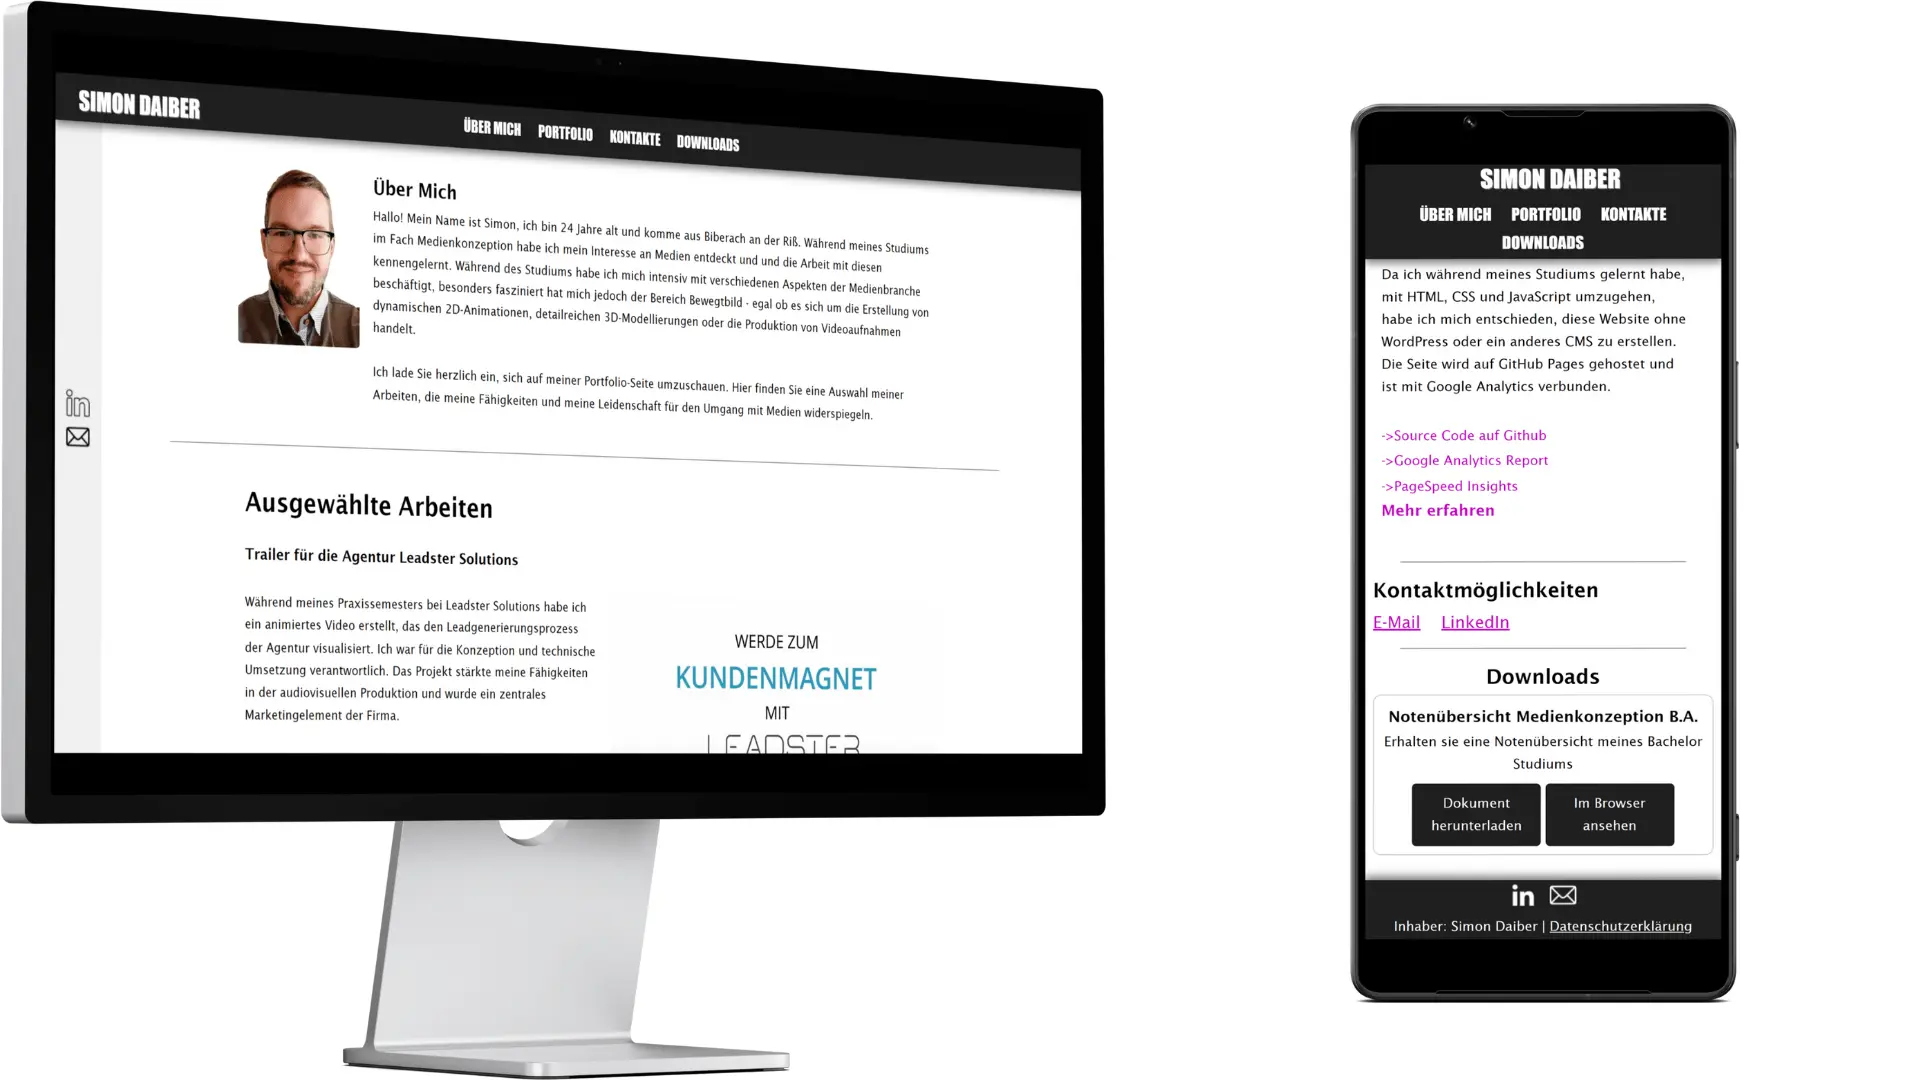 SIMON DAIBER
ÜBER MICH PORTFOLIO KONTAKTE DOWNLOADS
Über Mich
Hallo! Mein Name ist Simon, ich bin 24 Jahre alt und komme aus Biberach an der Riß. Während meines Studiums
im Fach Medienkonzeption habe ich mein Interesse an Medien entdeckt und und die Arbeit mit diesen
kennengelernt. Während des Studiums habe ich mich intensiv mit verschiedenen Aspekten der Medienbranche
beschäftigt, besonders fasziniert hat mich jedoch der Bereich Bewegtbild - egal ob es sich um die Erstellung von
dynamischen 2D-Animationen, detailreichen 3D-Modellierungen oder die Produktion von Videoaufnahmen
handelt.
Ich lade Sie herzlich ein, sich auf meiner Portfolio-Seite umzuschauen. Hier finden Sie eine Auswahl meiner
Arbeiten, die meine Fähigkeiten und meine Leidenschaft für den Umgang mit Medien widerspiegeln.
in
Ausgewählte Arbeiten
Trailer für die Agentur Leadster Solutions
Während meines Praxissemesters bei Leadster Solutions habe ich
ein animiertes Video erstellt, das den Leadgenerierungsprozess
der Agentur visualisiert. Ich war für die Konzeption und technische
Umsetzung verantwortlich. Das Projekt stärkte meine Fähigkeiten
in der audiovisuellen Produktion und wurde ein zentrales
Marketingelement der Firma.
WERDE ZUM
KUNDENMAGNET
MIT
LEADSTER
SIMON DAIBER
ÜBER MICH PORTFOLIO KONTAKTE
DOWNLOADS
Da ich während meines Studiums gelernt habe,
mit HTML, CSS und JavaScript umzugehen,
habe ich mich entschieden, diese Website ohne
WordPress oder ein anderes CMS zu erstellen.
Die Seite wird auf GitHub Pages gehostet und
ist mit Google Analytics verbunden.
->Source Code auf Github
->Google Analytics Report
->PageSpeed Insights
Mehr erfahren
Kontaktmöglichkeiten
E-Mail LinkedIn
Downloads
Notenübersicht Medienkonzeption B.A.
Erhalten sie eine Notenübersicht meines Bachelor
Studiums
Dokument
herunterladen
Im Browser
ansehen
in
Inhaber: Simon Daiber | Datenschutzerklärung